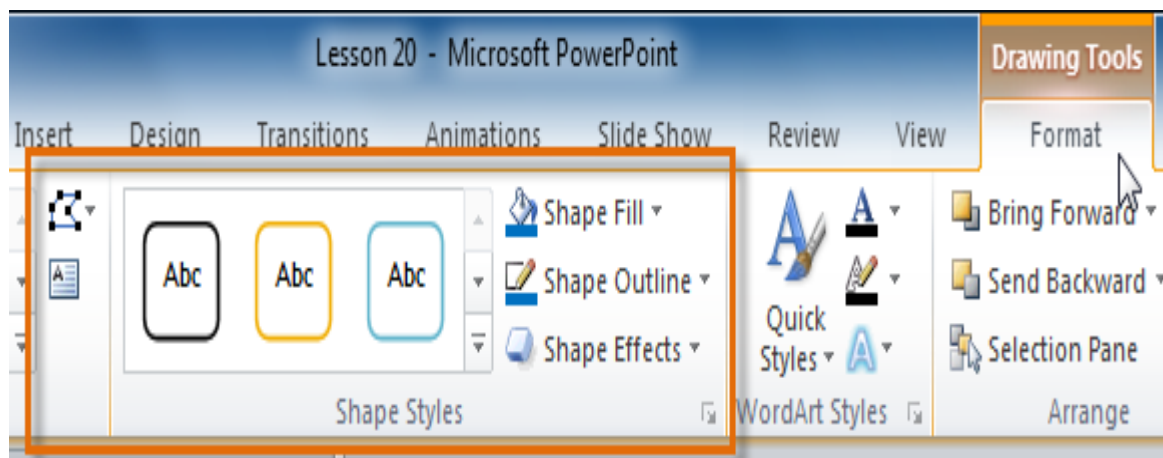 Lesson 20 - Microsoft PowerPoint
Drawing Tools
Insert Design Transitions Animations Slide Show Review View Format
Abc Abc Abc
Shape Fill
Shape Outline
Shape Effects
Shape Styles
A
A
Quick
Styles
A
WordArt Styles
Bring Forward
Send Backward
Selection Pane
Arrange